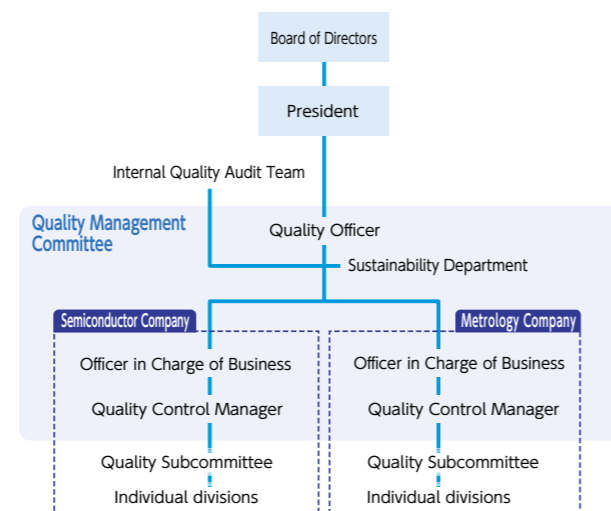 Board of Directors
President
Internal Quality Audit Team
Quality Management
Committee
Quality Officer
Sustainability Department
Semiconductor Company
Metrology Company
Officer in Charge of Business
Officer in Charge of Business
Quality Control Manager
Quality Control Manager
Quality Subcommittee
Quality Subcommittee
Individual divisions
Individual divisions